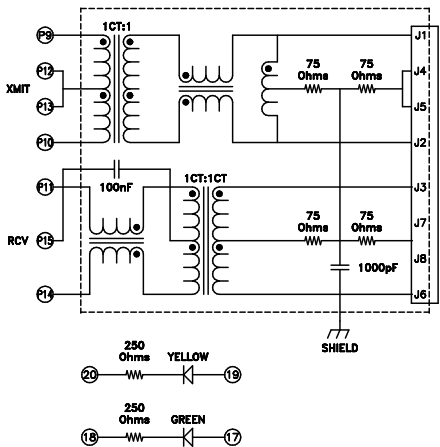 P9
1CT:1
J1
XMIT
P12
75
Ohms
75
Ohms
J4
P13
J5
P10
J2
P11
100nF
1CT:1CT
J3
RCV
P15
75
Ohms
75
Ohms
J7
J8
1000pF
P14
J6
SHIELD
250
Ohms
YELLOW
20
19
250
Ohms
GREEN
18
17